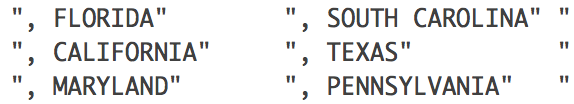 ", FLORIDA"        ", SOUTH CAROLINA" "
", CALIFORNIA"     ", TEXAS"          "
", MARYLAND"       ", PENNSYLVANIA"   "